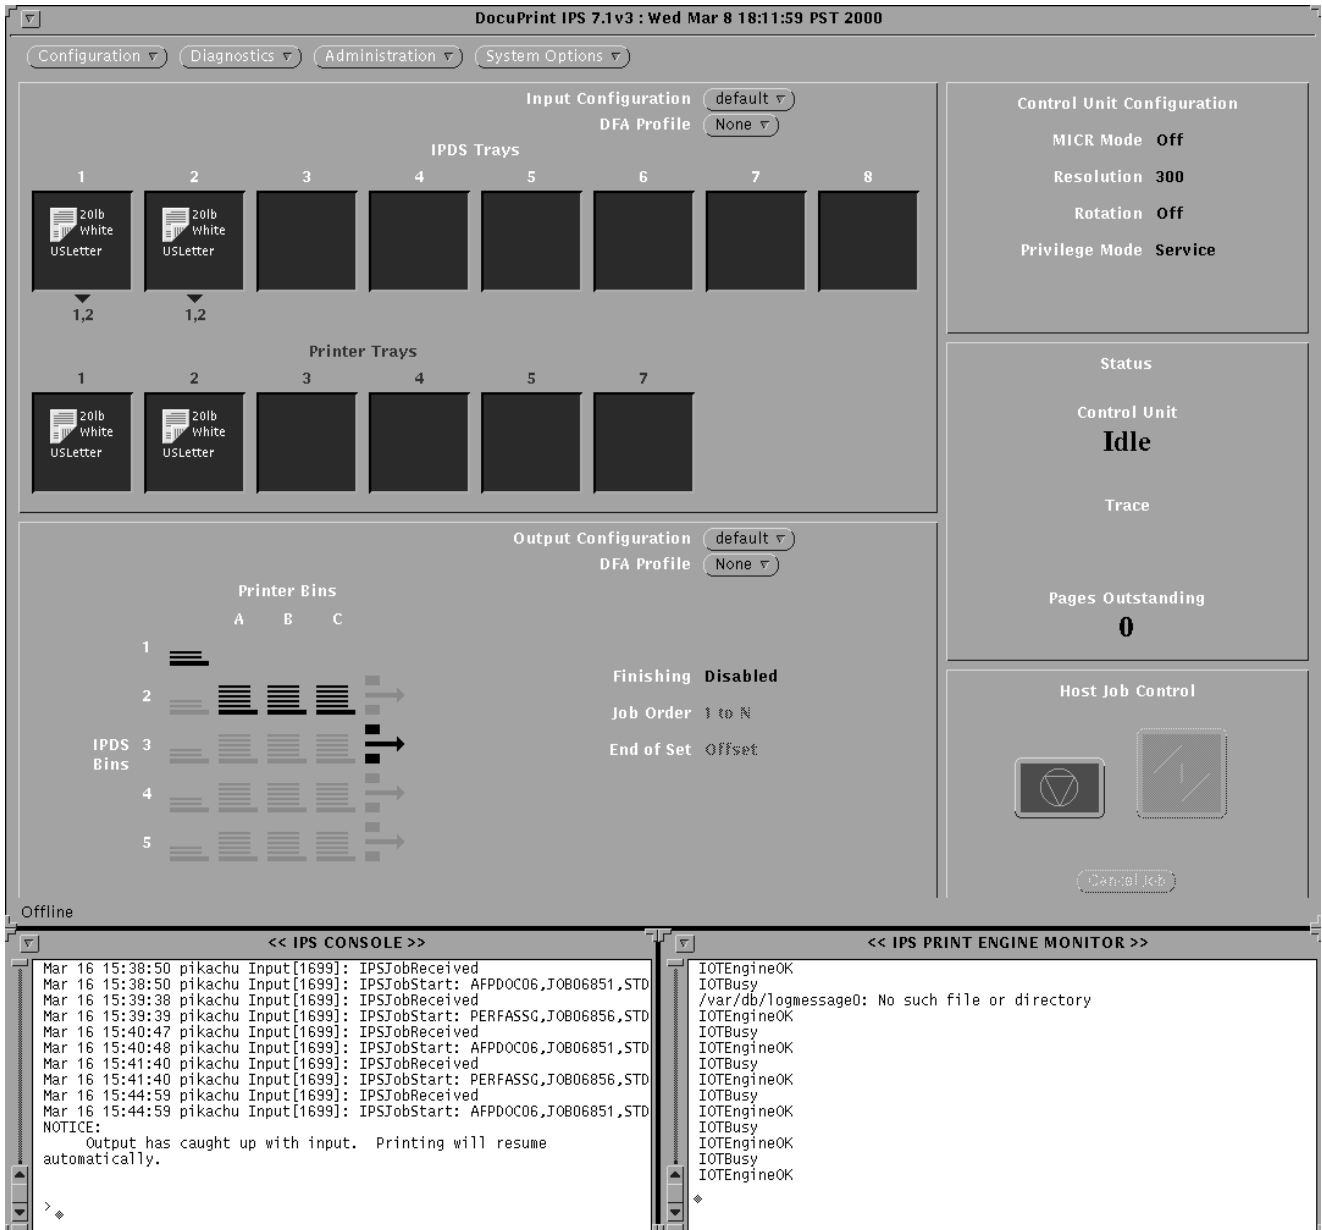 DocuPrint IPS 7.1v3 : Wed Mar 8 18:11:59 PST 2000
Configuration Diagnostics Administration System Options
Input Configuration default
DFA Profile None
IPDS Trays
1 2 3 4 5 6 7 8
20lb 20lb
White White
USLetter USLetter
1,2 1,2
Printer Trays
1 2 3 4 5 7
20lb 20lb
White White
USLetter USLetter
Control Unit Configuration
MICR Mode Off
Resolution 300
Rotation Off
Privilege Mode Service
Status
Control Unit
Idle
Trace
Pages Outstanding
0
Output Configuration default
DFA Profile None
Printer Bins
A B C
1
2
IPDS 3
Bins
4
5
Finishing Disabled
Job Order 1 to N
End of Set Offset
Host Job Control
Cancel Job
Offline
<< IPS CONSOLE >>
Mar 16 15:38:50 pikachu Input[1699]: IPSJobReceived
Mar 16 15:38:50 pikachu Input[1699]: IPSJobStart: AFPDOC06,JOB06851,STD
Mar 16 15:39:38 pikachu Input[1699]: IPSJobReceived
Mar 16 15:39:39 pikachu Input[1699]: IPSJobStart: PERFASSG,JOB06856,STD
Mar 16 15:40:47 pikachu Input[1699]: IPSJobReceived
Mar 16 15:40:48 pikachu Input[1699]: IPSJobStart: AFPDOC06,JOB06851,STD
Mar 16 15:41:40 pikachu Input[1699]: IPSJobReceived
Mar 16 15:41:40 pikachu Input[1699]: IPSJobStart: PERFASSG,JOB06856,STD
Mar 16 15:44:59 pikachu Input[1699]: IPSJobReceived
Mar 16 15:44:59 pikachu Input[1699]: IPSJobStart: AFPDOC06,JOB06851,STD
NOTICE:
Output has caught up with input. Printing will resume
automatically.
>
<< IPS PRINT ENGINE MONITOR >>
IOTEngineOK
IOTBusy
/var/db/logmessage0: No such file or directory
IOTEngineOK
IOTBusy
IOTEngineOK
IOTBusy
IOTEngineOK
IOTBusy
IOTEngineOK
IOTBusy
IOTEngineOK
IOTBusy
IOTEngineOK